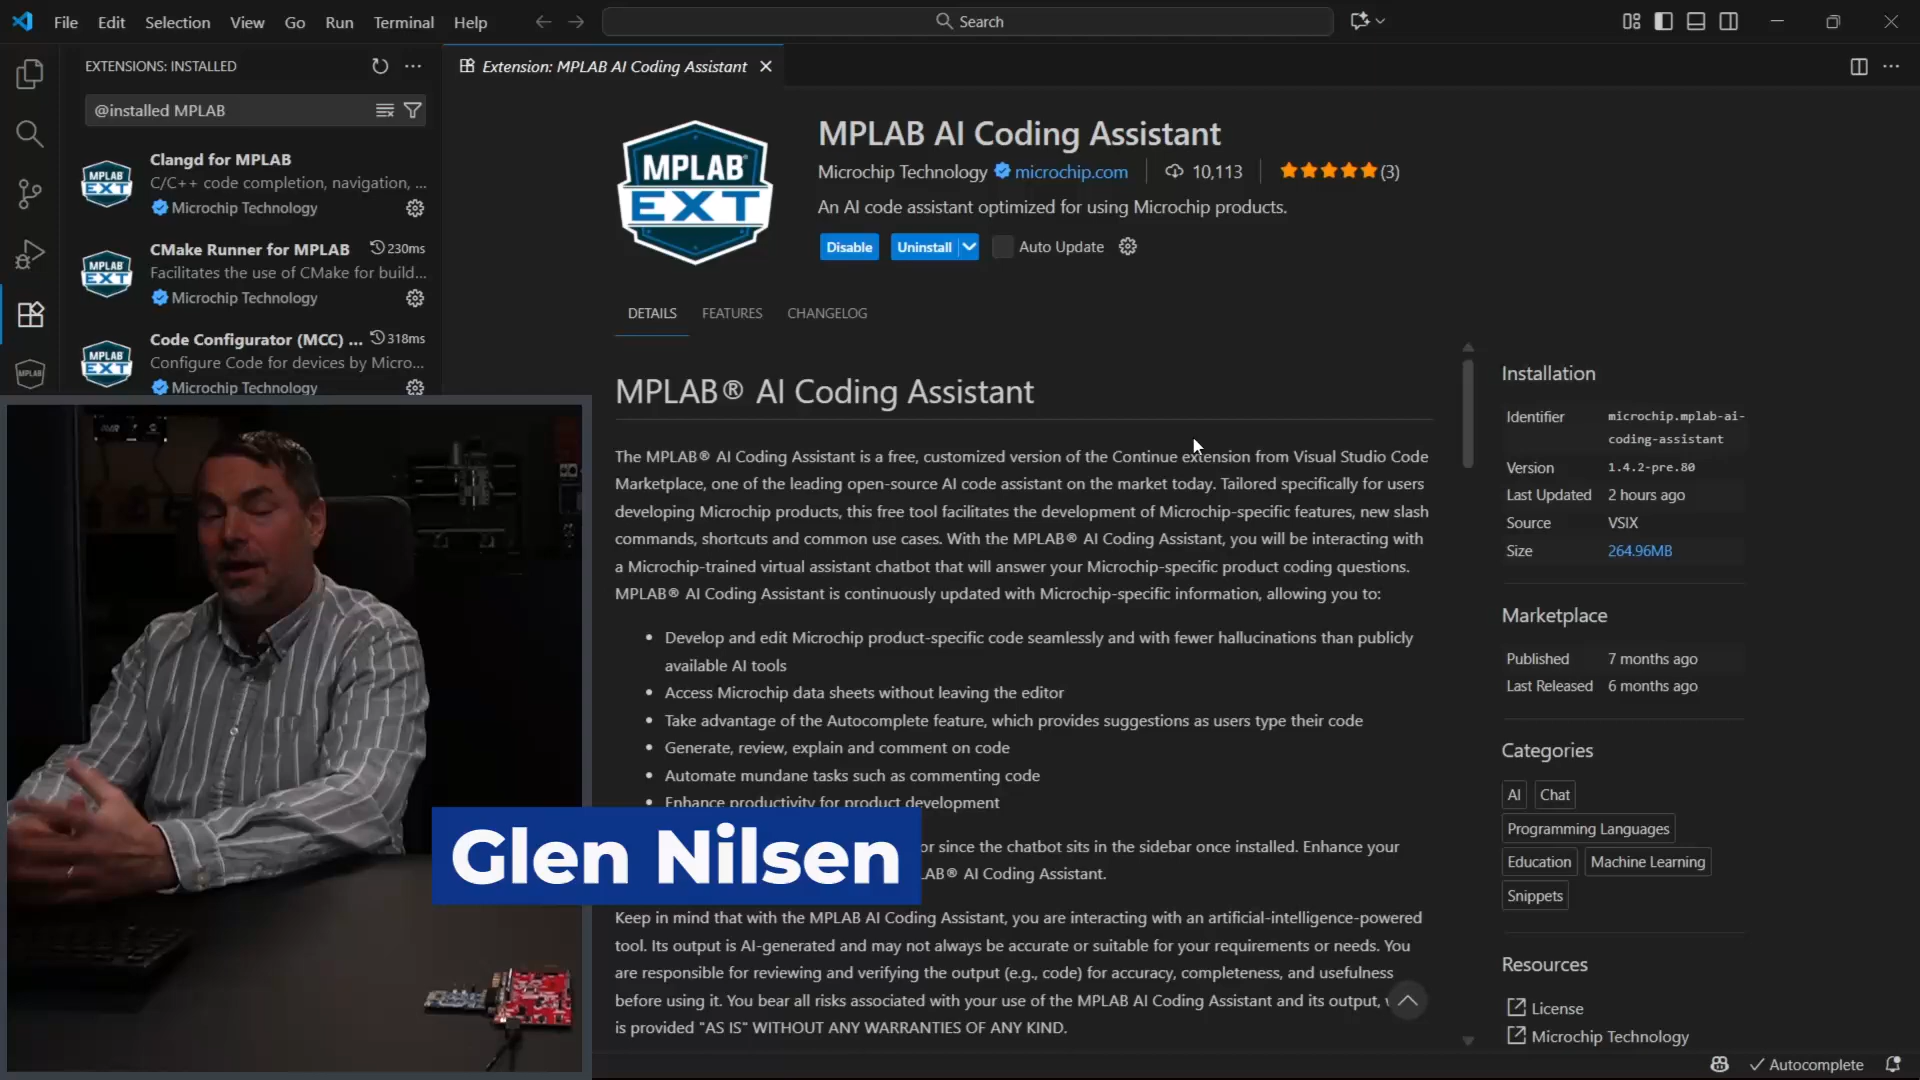 File Edit Selection View Go Run Terminal Help
Search
EXTENSIONS: INSTALLED
@installed MPLAB
Clangd for MPLAB
C/C++ code completion, navigation, ...
Microchip Technology
CMake Runner for MPLAB 230ms
Facilitates the use of CMake for build...
Microchip Technology
Code Configurator (MCC) ... 318ms
Configure Code for devices by Micro...
Microchip Technology
MPLAB EXT
MPLAB EXT
MPLAB EXT
MPLAB
Extension: MPLAB AI Coding Assistant
MPLAB
EXT
MPLAB AI Coding Assistant
Microchip Technology microchip.com 10,113 (3)
An AI code assistant optimized for using Microchip products.
Disable Uninstall Auto Update
DETAILS FEATURES CHANGELOG
MPLAB® AI Coding Assistant
The MPLAB® AI Coding Assistant is a free, customized version of the Continue extension from Visual Studio Code
Marketplace, one of the leading open-source AI code assistant on the market today. Tailored specifically for users
developing Microchip products, this free tool facilitates the development of Microchip-specific features, new slash
commands, shortcuts and common use cases. With the MPLAB® AI Coding Assistant, you will be interacting with
a Microchip-trained virtual assistant chatbot that will answer your Microchip-specific product coding questions.
MPLAB® AI Coding Assistant is continuously updated with Microchip-specific information, allowing you to:
• Develop and edit Microchip product-specific code seamlessly and with fewer hallucinations than publicly
available AI tools
• Access Microchip data sheets without leaving the editor
• Take advantage of the Autocomplete feature, which provides suggestions as users type their code
• Generate, review, explain and comment on code
• Automate mundane tasks such as commenting code
• Enhance productivity for product development
or since the chatbot sits in the sidebar once installed. Enhance your
AB® AI Coding Assistant.
Keep in mind that with the MPLAB AI Coding Assistant, you are interacting with an artificial-intelligence-powered
tool. Its output is AI-generated and may not always be accurate or suitable for your requirements or needs. You
are responsible for reviewing and verifying the output (e.g., code) for accuracy, completeness, and usefulness
before using it. You bear all risks associated with your use of the MPLAB AI Coding Assistant and its output,
is provided "AS IS" WITHOUT ANY WARRANTIES OF ANY KIND.
Glen Nilsen
Installation
Identifier microchip.mplab-ai-
coding-assistant
Version 1.4.2-pre.80
Last Updated 2 hours ago
Source VSIX
Size 264.96MB
Marketplace
Published 7 months ago
Last Released 6 months ago
Categories
AI Chat
Programming Languages
Education Machine Learning
Snippets
Resources
License
Microchip Technology
Autocomplete